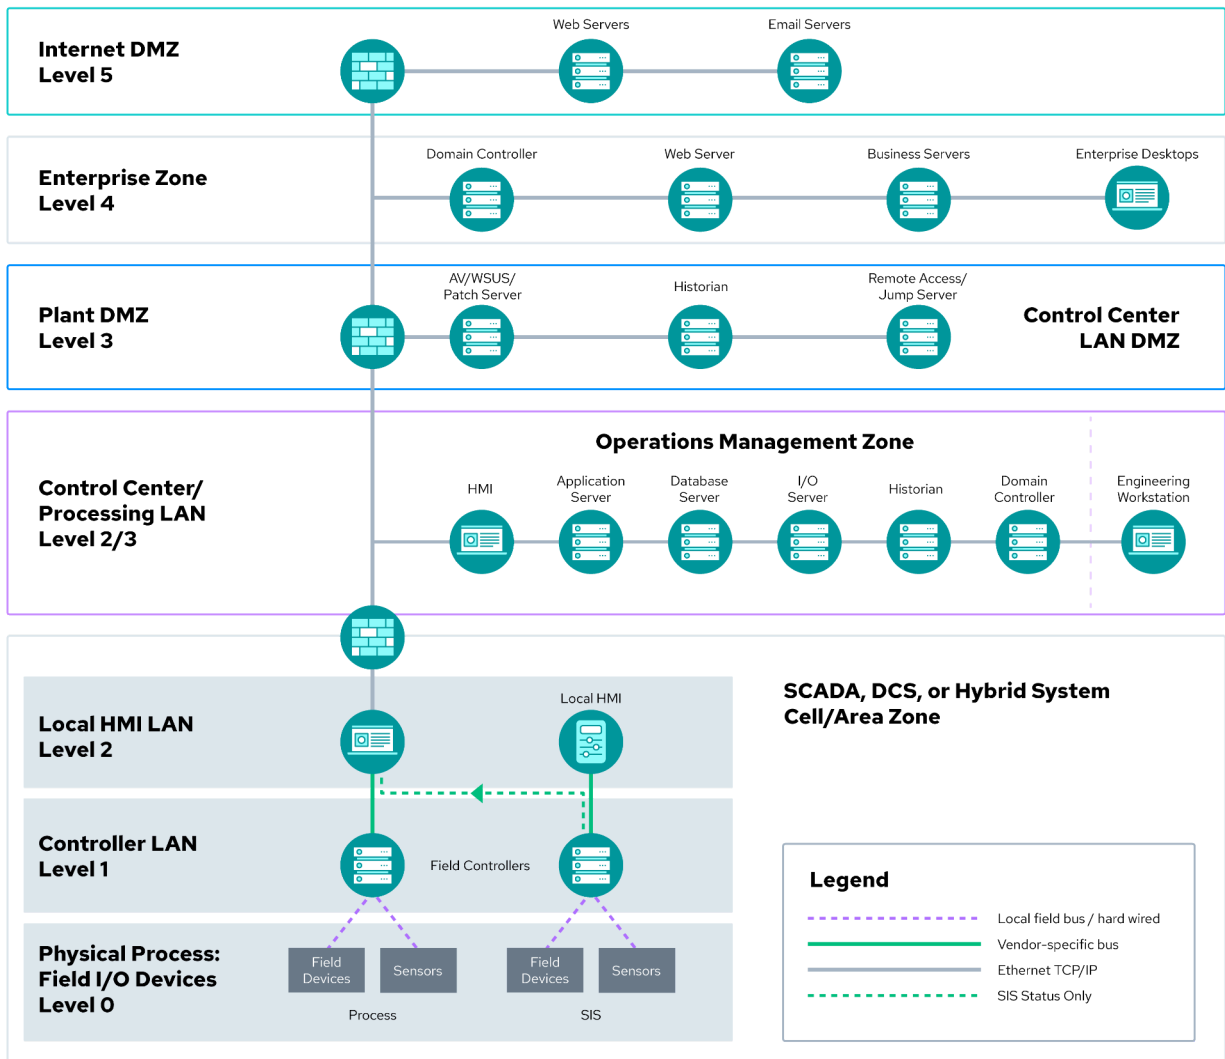 Internet DMZ
Level 5
Web Servers
Email Servers
Enterprise Zone
Level 4
Domain Controller
Web Server
Business Servers
Enterprise Desktops
Plant DMZ
Level 3
AV/WSUS/
Patch Server
Historian
Remote Access/
Jump Server
Control Center
LAN DMZ
Operations Management Zone
Control Center/
Processing LAN
Level 2/3
HMI
Application
Server
Database
Server
I/O
Server
Historian
Domain
Controller
Engineering
Workstation
Local HMI LAN
Level 2
Local HMI
SCADA, DCS, or Hybrid System
Cell/Area Zone
Controller LAN
Level 1
Field Controllers
Physical Process:
Field I/O Devices
Level 0
Field
Devices
Sensors
Process
Field
Devices
Sensors
SIS
Legend
Local field bus / hard wired
Vendor-specific bus
Ethernet TCP/IP
SIS Status Only